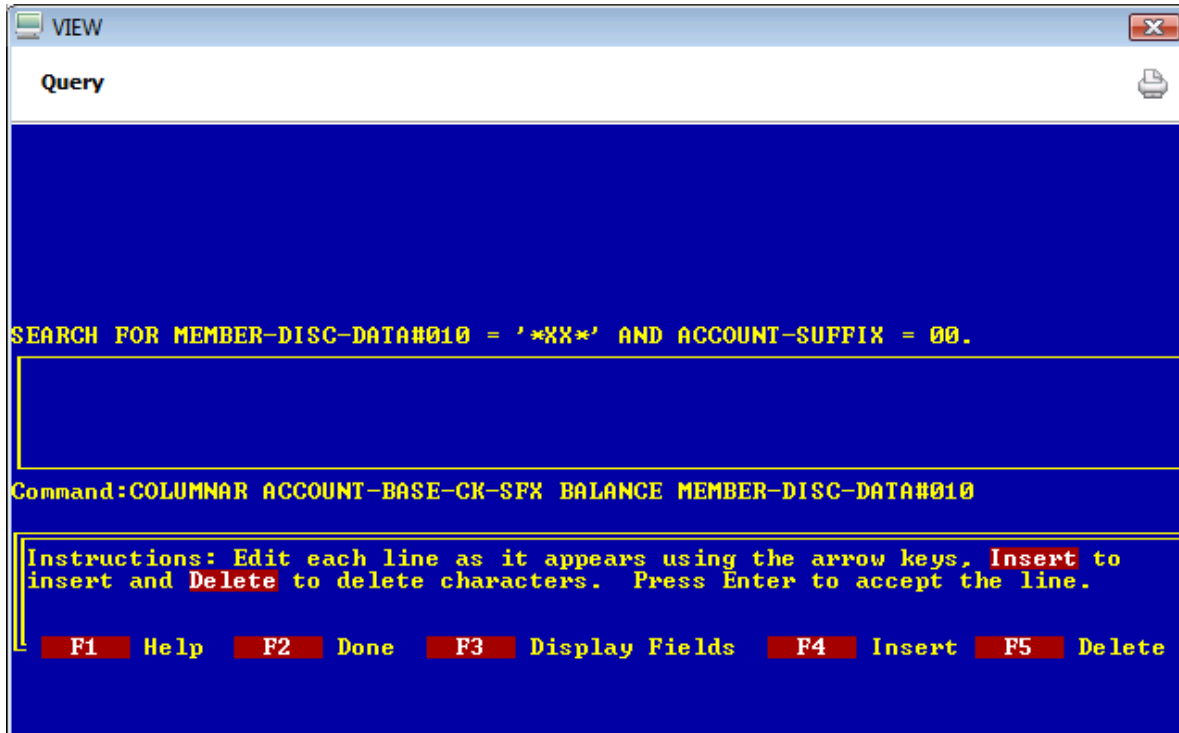 VIEW
Query
SEARCH FOR MEMBER-DISC-DATA#010 = '*XX*' AND ACCOUNT-SUFFIX = 00.
Command:COLUMNAR ACCOUNT-BASE-CK-SFX BALANCE MEMBER-DISC-DATA#010
Instructions: Edit each line as it appears using the arrow keys, Insert to
insert and Delete to delete characters. Press Enter to accept the line.
F1 Help F2 Done F3 Display Fields F4 Insert F5 Delete